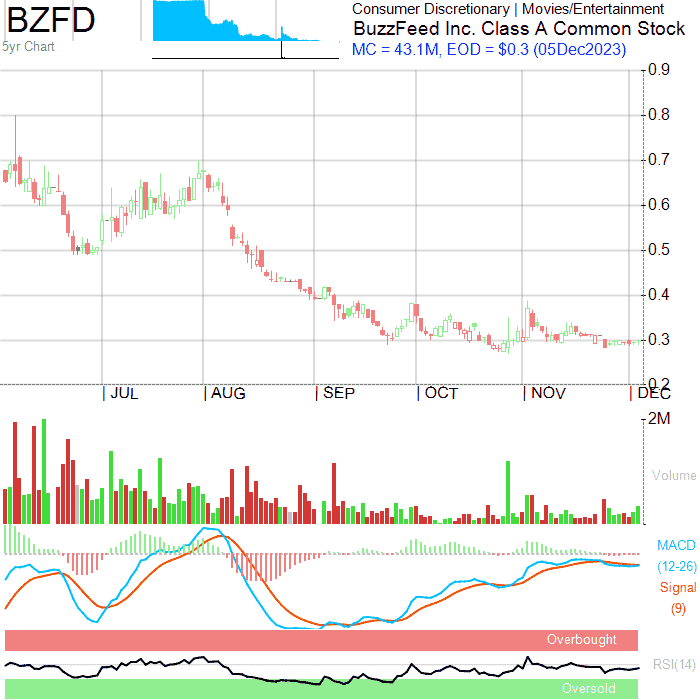 BZFD
5yr Chart
Consumer Discretionary | Movies/Entertainment
BuzzFeed Inc. Class A Common Stock
MC = 43.1M, EOD = $0.3 (05Dec2023)
0.9
0.8
0.7
0.6
0.5
0.4
0.3
0.2
| JUL | AUG | SEP | OCT | NOV | DEC
2M
Volume
MACD
(12-26)
Signal
(9)
Overbought
RSI(14)
Oversold